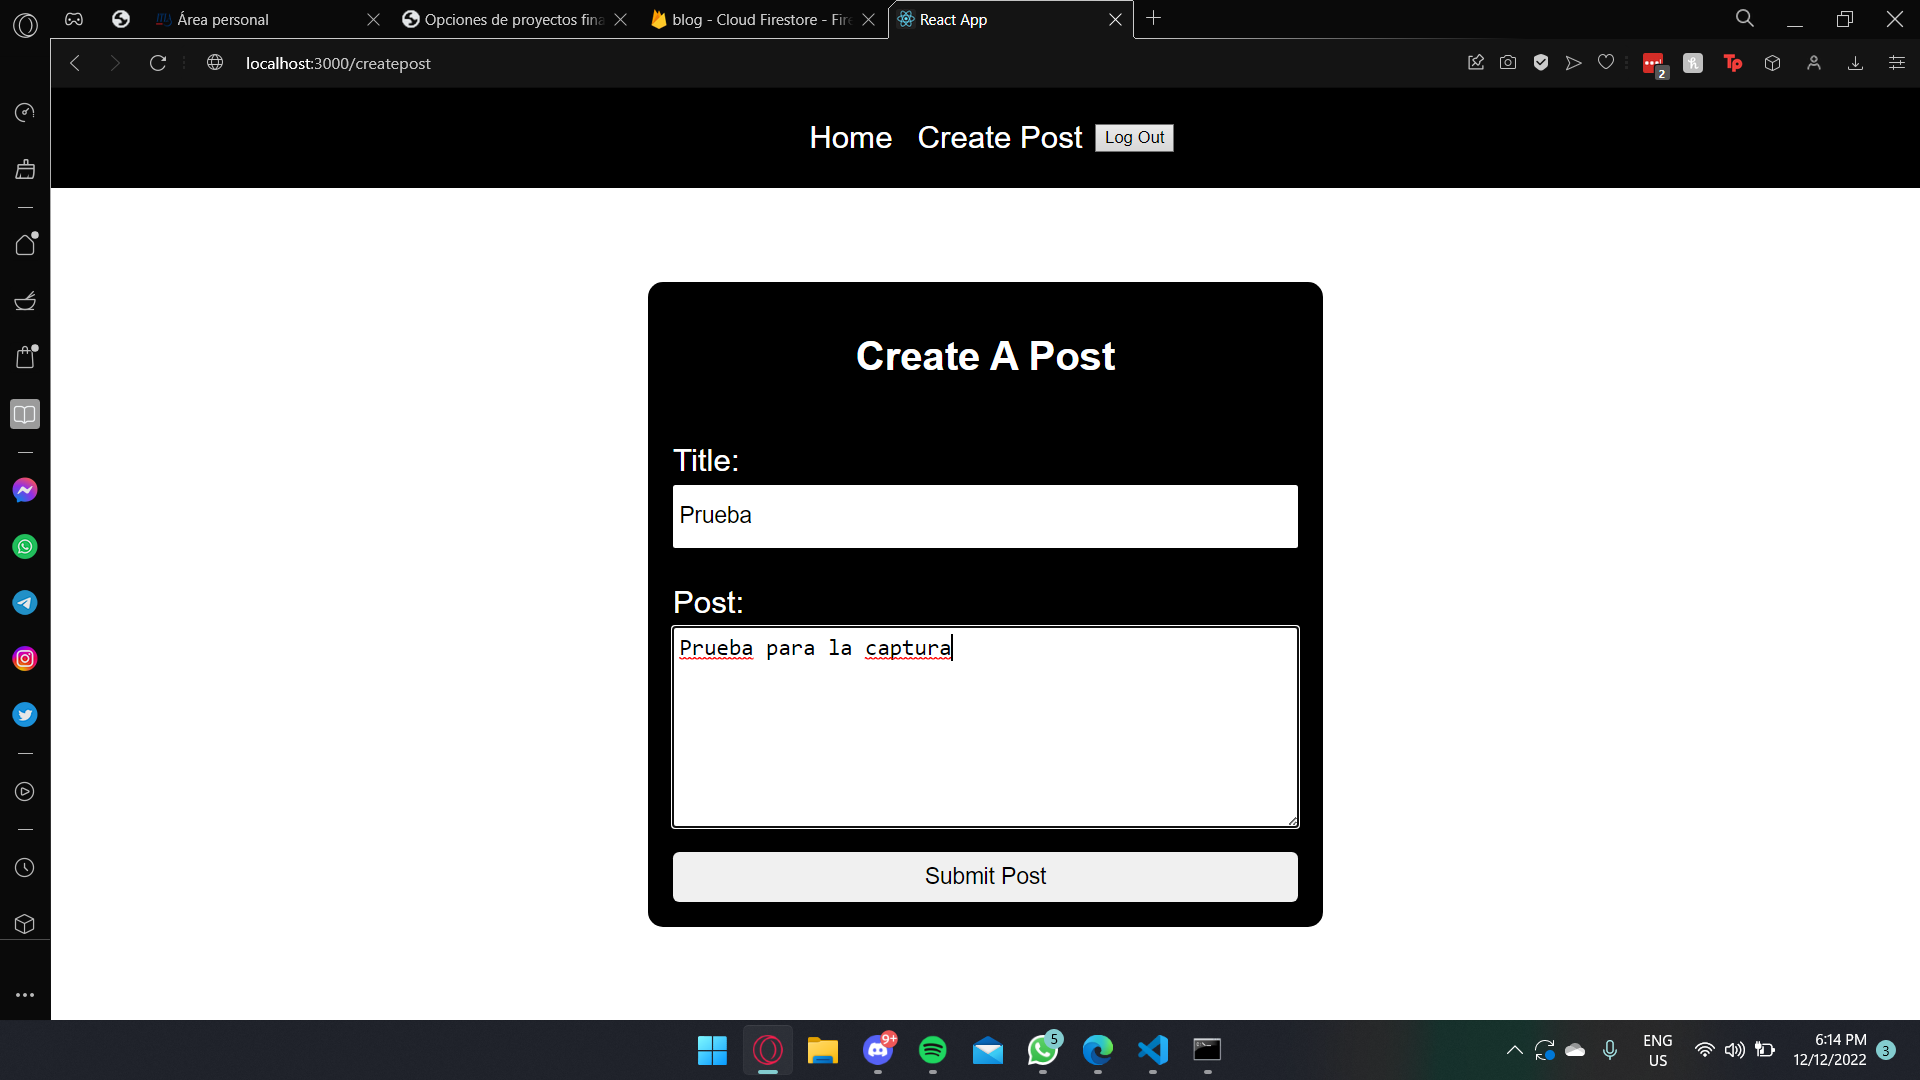 Área personal
Opciones de proyectos fina
blog - Cloud Firestore - Fire
React App
localhost:3000/createpost
2
Tp
Home Create Post Log Out
Create A Post
Title:
Prueba
Post:
Prueba para la captura
Submit Post
9+
5
ENG
US
6:14 PM
12/12/2022
3